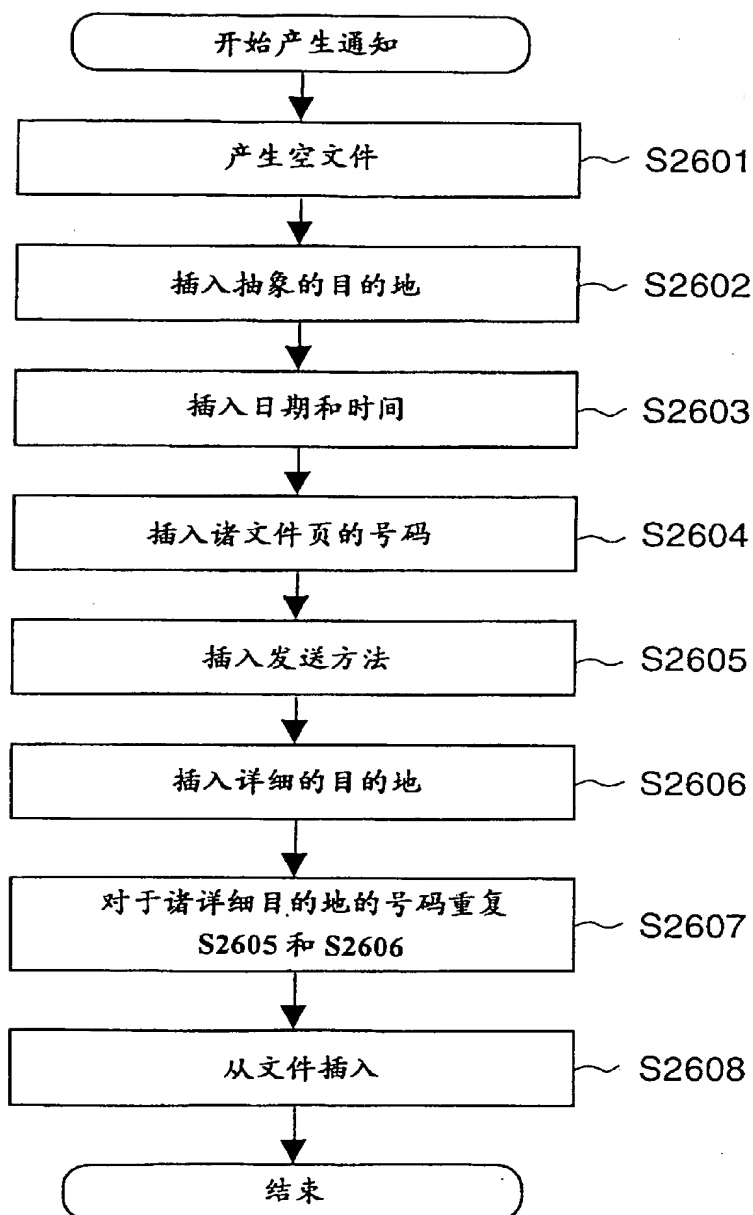 开始产生通知
产生空文件
S2601
插入抽象的目的地
S2602
插入日期和时间
S2603
插入诸文件页的号码
S2604
插入发送方法
S2605
插入详细的目的地
S2606
对于诸详细目的地的号码重复
S2605 和 S2606
S2607
从文件插入
S2608
结束